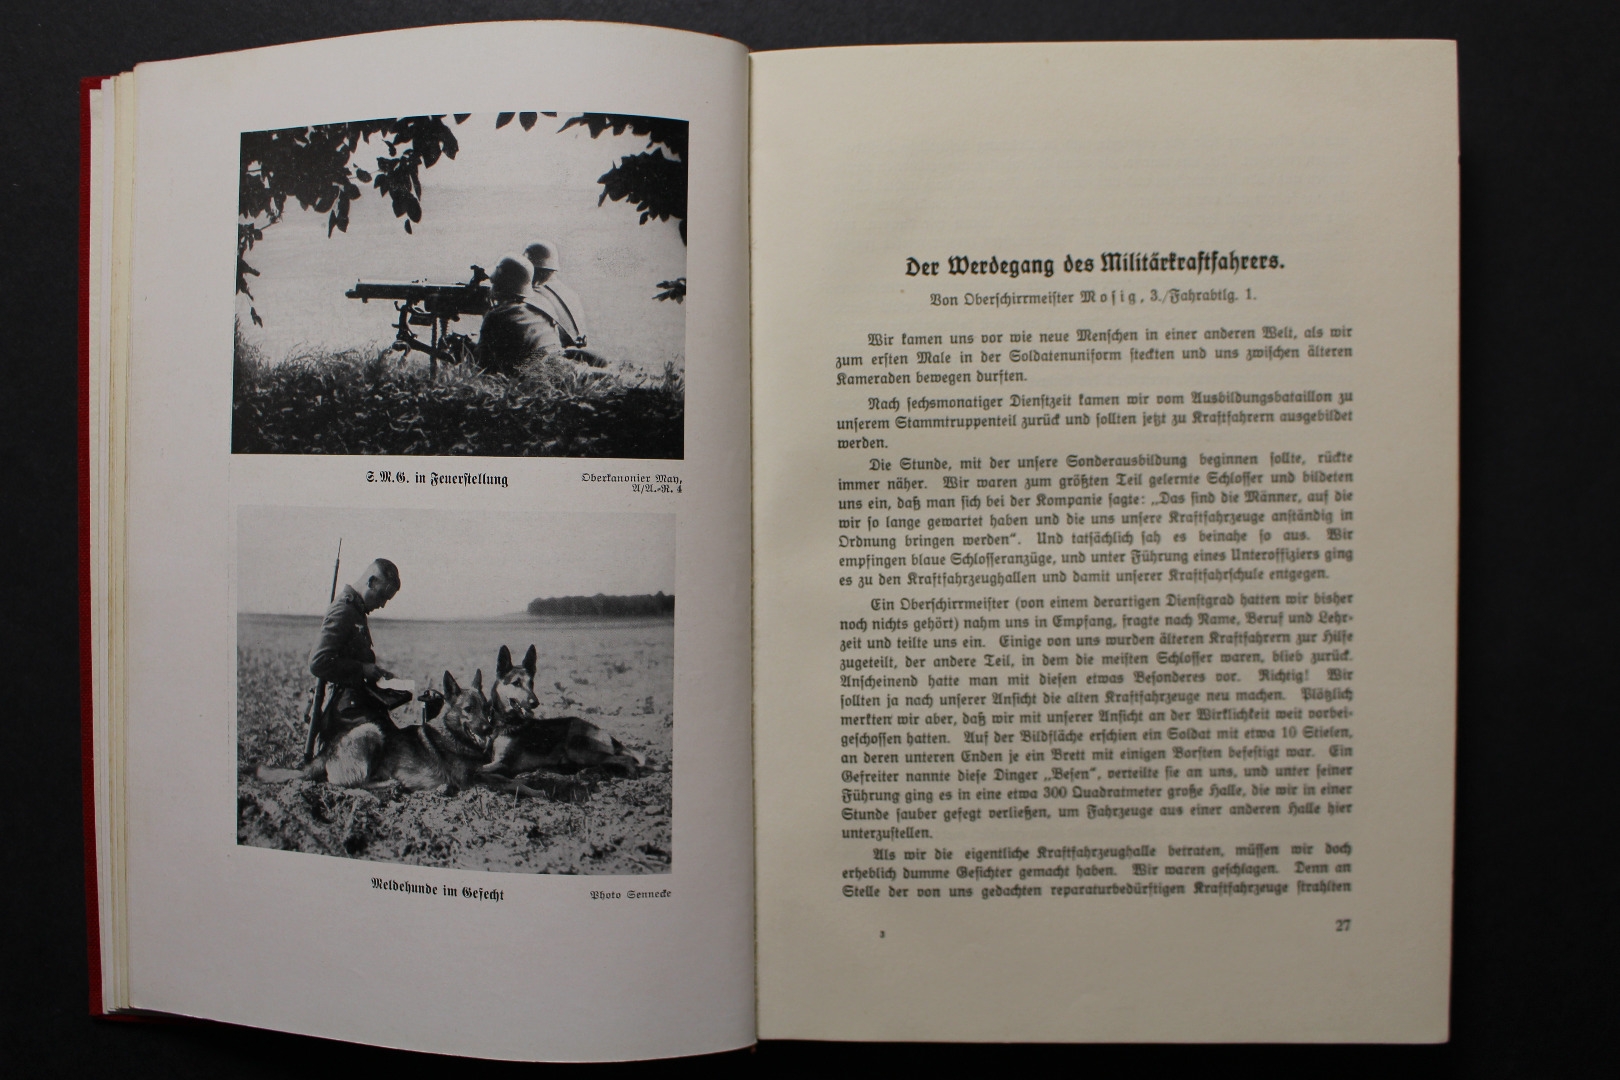 S.M.G. in Feuerstellung
Oberkanonier May,
A/A.-R. 4
Meldehunde im Gefecht
Photo Sennecke
Der Werdegang des Militärkraftfahrers.
Von Oberschirrmeister Mosig, 3./Fahrabtlg. 1.
Wir kamen uns vor wie neue Menschen in einer anderen Welt, als wir
zum ersten Male in der Soldatenuniform steckten und uns zwischen älteren
Kameraden bewegen durften.
Nach sechsmonatiger Dienstzeit kamen wir vom Ausbildungsbataillon zu
unserem Stammtruppenteil zurück und sollten jetzt zu Kraftfahrern ausgebildet
werden.
Die Stunde, mit der unsere Sonderausbildung beginnen sollte, rückte
immer näher. Wir waren zum größten Teil gelernte Schlosser und bildeten
uns ein, daß man sich bei der Kompanie sagte: „Das sind die Männer, auf die
wir so lange gewartet haben und die uns unsere Kraftfahrzeuge anständig in
Ordnung bringen werden“. Und tatsächlich sah es beinahe so aus. Wir
empfingen blaue Schlosseranzüge, und unter Führung eines Unteroffiziers ging
es zu den Kraftfahrzeughallen und damit unserer Kraftfahrschule entgegen.
Ein Oberschirrmeister (von einem derartigen Dienstgrad hatten wir bisher
noch nichts gehört) nahm uns in Empfang, fragte nach Name, Beruf und Lehr-
zeit und teilte uns ein. Einige von uns wurden älteren Kraftfahrern zur Hilfe
zugeteilt, der andere Teil, in dem die meisten Schlosser waren, blieb zurück.
Anscheinend hatte man mit diesen etwas Besonderes vor. Richtig! Wir
sollten ja nach unserer Ansicht die alten Kraftfahrzeuge neu machen. Plötzlich
merkten wir aber, daß wir mit unserer Ansicht an der Wirklichkeit weit vorbei-
geschossen hatten. Auf der Bildfläche erschien ein Soldat mit etwa 10 Stielen,
an deren unteren Enden je ein Brett mit einigen Borsten befestigt war. Ein
Gefreiter nannte diese Dinger „Besen“, verteilte sie an uns, und unter seiner
Führung ging es in eine etwa 300 Quadratmeter große Halle, die wir in einer
Stunde sauber gefegt verließen, um Fahrzeuge aus einer anderen Halle hier
unterzustellen.
Als wir die eigentliche Kraftfahrzeughalle betraten, müssen wir doch
erheblich dumme Gesichter gemacht haben. Wir waren geschlagen. Denn an
Stelle der von uns gedachten reparaturbedürftigen Kraftfahrzeuge strahlten
3
27